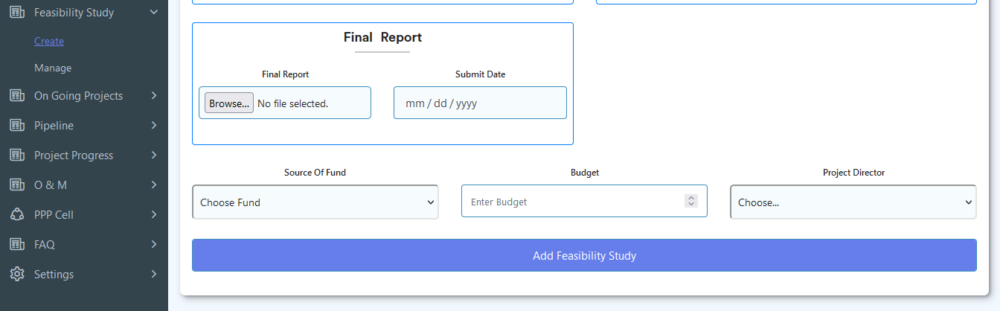 Feasibility Study
Create
Manage
On Going Projects
Pipeline
Project Progress
O & M
PPP Cell
FAQ
Settings
Final Report
Final Report
Submit Date
Browse... No file selected.
mm / dd / yyyy
Source Of Fund
Budget
Project Director
Choose Fund
Enter Budget
Choose...
Add Feasibility Study